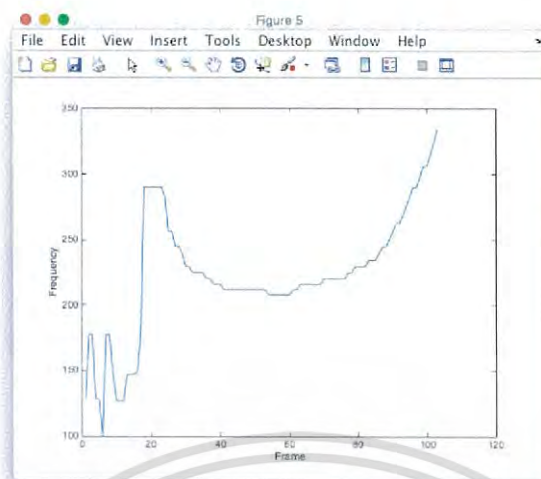 Figure 5
File Edit View Insert Tools Desktop Window Help
350
300
250
200
150
100
Frequency
0 20 40 60 80 100 120
Frame